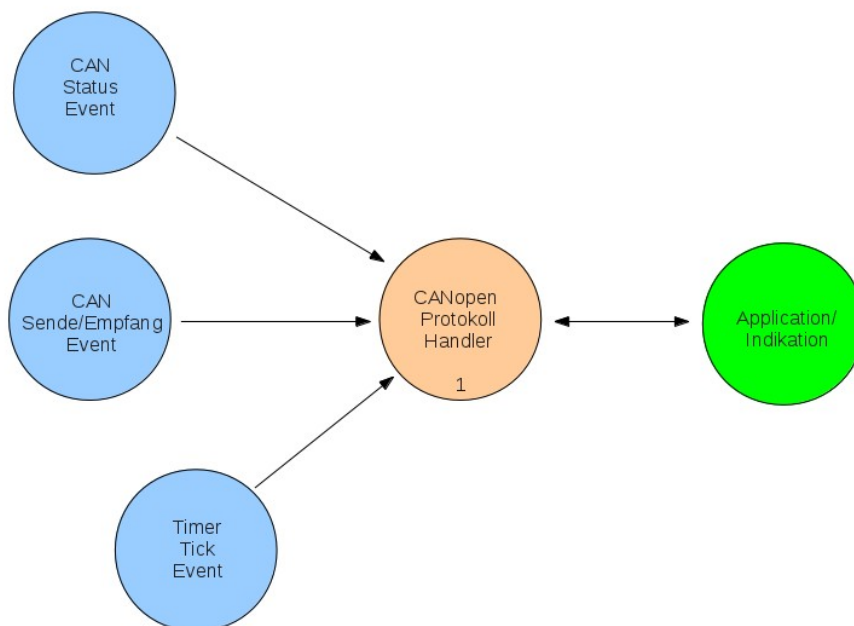 CAN
Status
Event
CAN
Sende/Empfang
Event
CANopen
Protokoll
Handler
1
Application/
Indikation
Timer
Tick
Event